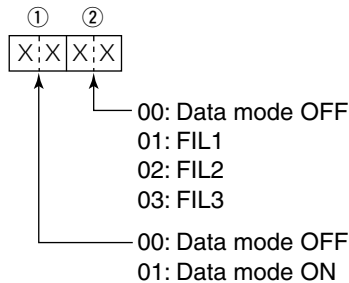 ① ②
X X X X
00: Data mode OFF
01: FIL1
02: FIL2
03: FIL3
00: Data mode OFF
01: Data mode ON